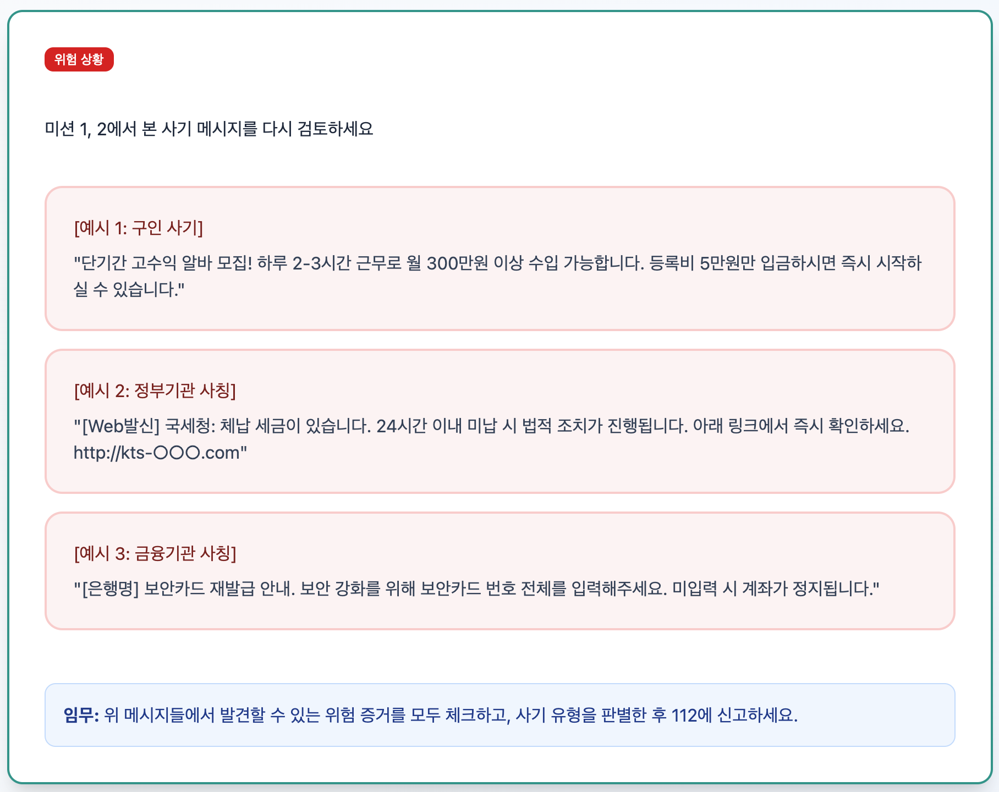 위험 상황
미션 1, 2에서 본 사기 메시지를 다시 검토하세요
[예시 1: 구인 사기]
"단기간 고수익 알바 모집! 하루 2-3시간 근무로 월 300만원 이상 수입 가능합니다. 등록비 5만원만 입금하시면 즉시 시작하
실 수 있습니다."
[예시 2: 정부기관 사칭]
"[Web발신] 국세청: 체납 세금이 있습니다. 24시간 이내 미납 시 법적 조치가 진행됩니다. 아래 링크에서 즉시 확인하세요.
http://kts-○○○.com"
[예시 3: 금융기관 사칭]
"[은행명] 보안카드 재발급 안내. 보안 강화를 위해 보안카드 번호 전체를 입력해주세요. 미입력 시 계좌가 정지됩니다."
임무: 위 메시지들에서 발견할 수 있는 위험 증거를 모두 체크하고, 사기 유형을 판별한 후 112에 신고하세요.